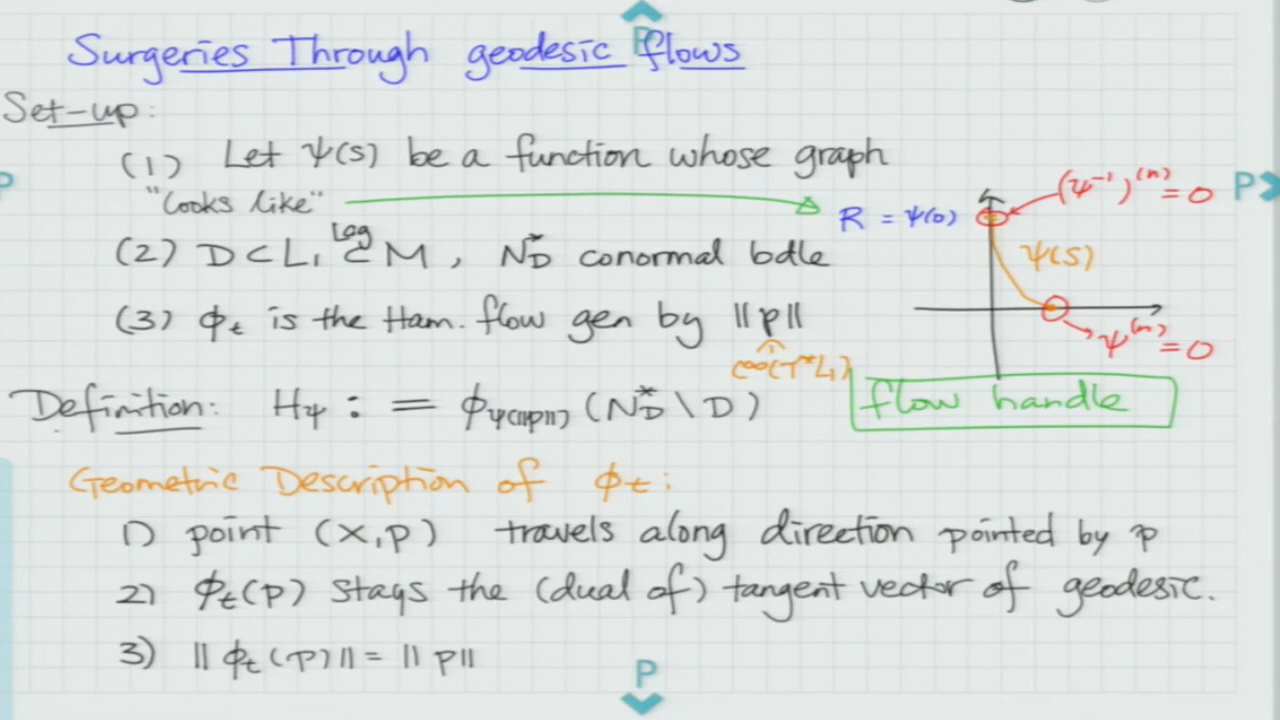 Surgeries Through geodesic flows
Set-up:
(1) Let ψ(s) be a function whose graph
"looks like"
R = ψ(0)
(ψ⁻¹)⁽ⁿ⁾ = 0
ψ(s)
ψ⁽ⁿ⁾ = 0
(2) D ⊂ L₁ ⊂ M, N*_D conormal bdle
Lag
(3) ϕ_t is the Ham. flow gen by ||p||
C^∞(T*L₁)
flow handle
Definition: H_ψ := ϕ_ψ(||p||) (N*_D \ D)
Geometric Description of ϕ_t:
1) point (x,p) travels along direction pointed by p
2) ϕ_t(p) stays the (dual of) tangent vector of geodesic.
3) ||ϕ_t(p)|| = ||p||
P
P
P
P